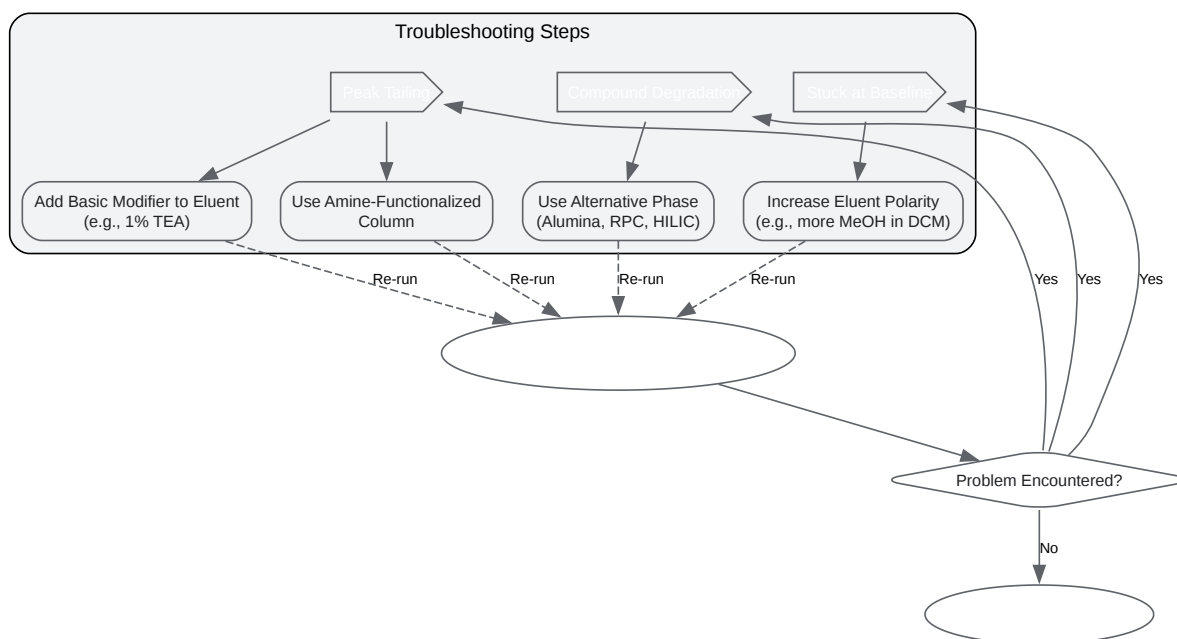 Troubleshooting Steps
Peak Tailing
Compound Degradation
Stuck at Baseline
Add Basic Modifier to Eluent
(e.g., 1% TEA)
Use Amine-Functionalized
Column
Use Alternative Phase
(Alumina, RPC, HILIC)
Increase Eluent Polarity
(e.g., more MeOH in DCM)
Re-run
Re-run
Re-run
Re-run
Yes
Yes
Yes
Problem Encountered?
No